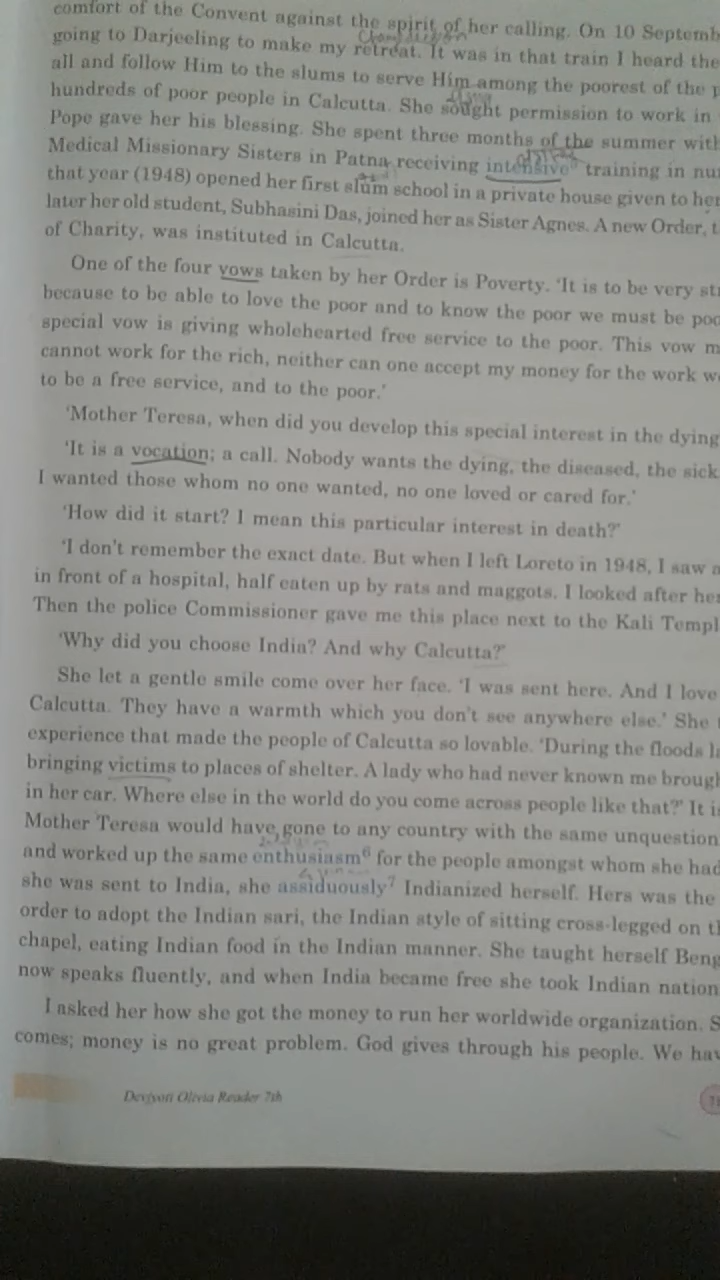 comfort of the Convent against the spirit of her calling. On 10 Septemb
going to Darjeeling to make my retreat. It was in that train I heard the
all and follow Him to the slums to serve Him among the poorest of the p
hundreds of poor people in Calcutta. She sought permission to work in
Pope gave her his blessing. She spent three months of the summer with
Medical Missionary Sisters in Patna receiving intensive training in nu
that year (1948) opened her first slum school in a private house given to her
later her old student, Subhasini Das, joined her as Sister Agnes. A new Order, t
of Charity, was instituted in Calcutta.
One of the four vows taken by her Order is Poverty. 'It is to be very str
because to be able to love the poor and to know the poor we must be poo
special vow is giving wholehearted free service to the poor. This vow m
cannot work for the rich, neither can one accept my money for the work w
to be a free service, and to the poor.'
'Mother Teresa, when did you develop this special interest in the dying
'It is a vocation; a call. Nobody wants the dying, the diseased, the sick
I wanted those whom no one wanted, no one loved or cared for.'
'How did it start? I mean this particular interest in death?'
'I don't remember the exact date. But when I left Loreto in 1948, I saw a
in front of a hospital, half eaten up by rats and maggots. I looked after her
Then the police Commissioner gave me this place next to the Kali Templ
'Why did you choose India? And why Calcutta?'
She let a gentle smile come over her face. 'I was sent here. And I love
Calcutta. They have a warmth which you don't see anywhere else.' She
experience that made the people of Calcutta so lovable. 'During the floods la
bringing victims to places of shelter. A lady who had never known me brough
in her car. Where else in the world do you come across people like that?' It i
Mother Teresa would have gone to any country with the same unquestion
and worked up the same enthusiasm⁶ for the people amongst whom she had
she was sent to India, she assiduously⁷ Indianized herself. Hers was the
order to adopt the Indian sari, the Indian style of sitting cross-legged on th
chapel, eating Indian food in the Indian manner. She taught herself Beng
now speaks fluently, and when India became free she took Indian nation
I asked her how she got the money to run her worldwide organization. S
comes; money is no great problem. God gives through his people. We hav
Devjyoti Olivia Reader 7th